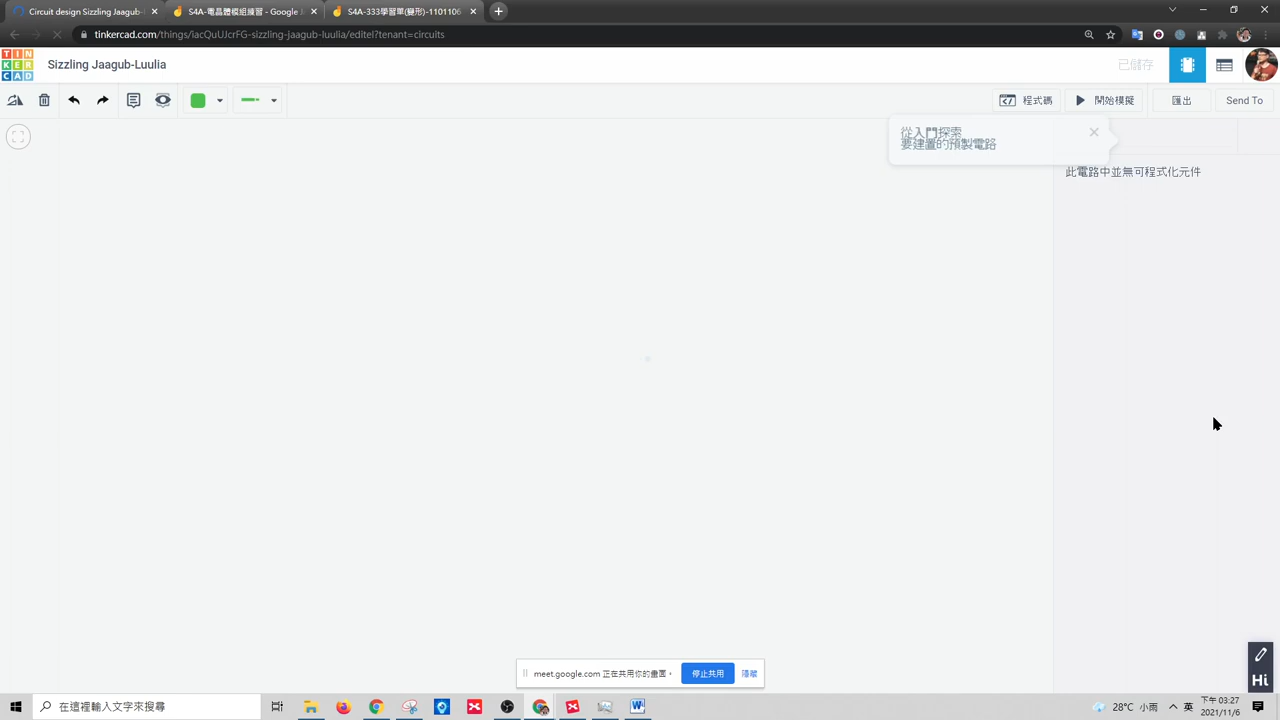 Circuit design Sizzling Jaagub-
S4A-電晶體模組練習 - Google J
S4A-333學習單(變形)-1101106
tinkercad.com/things/iacQuUJcrFG-sizzling-jaagub-luulia/editel?tenant=circuits
TINKERCAD
Sizzling Jaagub-Luulia
已儲存
程式碼
開始模擬
匯出
Send To
從入門探索
要建置的預製電路
此電路中並無可程式化元件
meet.google.com 正在共用你的畫面。
停止共用
隱藏
Hi
在這裡輸入文字來搜尋
28°C 小雨
英
下午 03:27
2021/11/6